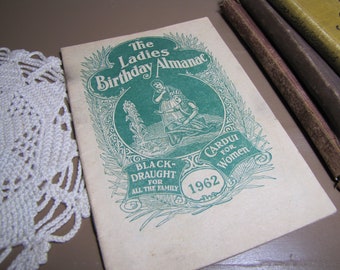 The
Ladies
Birthday Almanac
BLACK-
DRAUGHT
FOR
ALL THE FAMILY
CARDUI
FOR
Women
1962